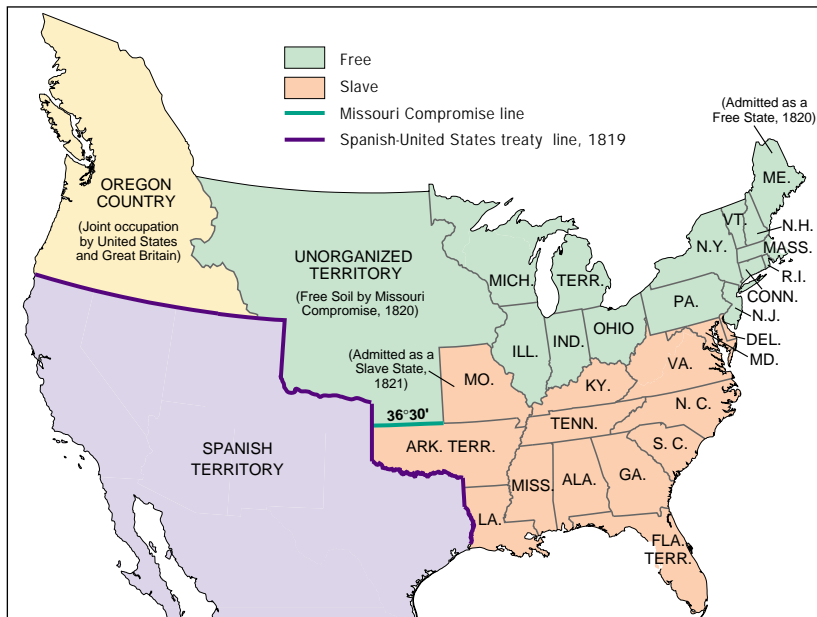 Free
Slave
Missouri Compromise line
Spanish-United States treaty line, 1819
(Admitted as a
Free State, 1820)
ME.
OREGON
COUNTRY
(Joint occupation
by United States
and Great Britain)
VT.
N.H.
N.Y.
MASS.
R.I.
CONN.
UNORGANIZED
TERRITORY
(Free Soil by Missouri
Compromise, 1820)
MICH.
TERR.
PA.
N.J.
OHIO
IND.
ILL.
DEL.
MD.
(Admitted as a
Slave State,
1821)
MO.
VA.
KY.
36°30'
N. C.
TENN.
SPANISH
TERRITORY
ARK. TERR.
S. C.
MISS.
ALA.
GA.
LA.
FLA.
TERR.